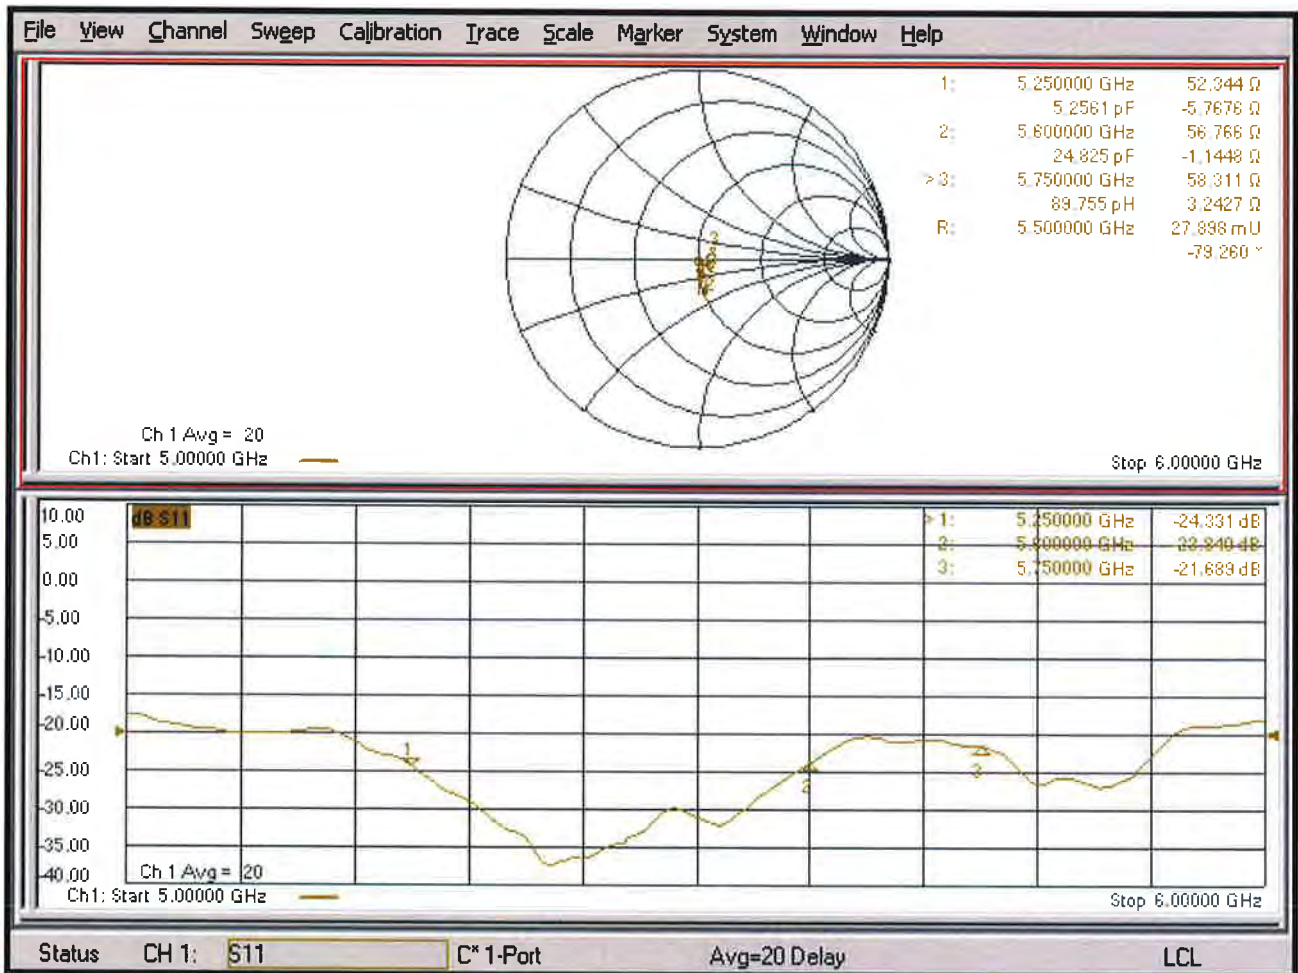 File View Channel Sweep Calibration Trace Scale Marker System Window Help
1: 5.250000 GHz 52.344 Ω
5.2561 pF -5.7676 Ω
2: 5.600000 GHz 56.766 Ω
24.825 pF -1.1448 Ω
> 3: 5.750000 GHz 58.311 Ω
89.755 pH 3.2427 Ω
R: 5.500000 GHz 27.898 mU
-79.260 °
3
Ch 1 Avg = 20
Ch1: Start 5.00000 GHz
Stop 6.00000 GHz
10.00
dB S11
> 1: 5.250000 GHz -24.331 dB
5.00
2: 5.600000 GHz -23.840 dB
3: 5.750000 GHz -21.689 dB
0.00
-5.00
-10.00
-15.00
-20.00
1
3
2
-25.00
-30.00
-35.00
-40.00
Ch 1 Avg = 20
Ch1: Start 5.00000 GHz
Stop 6.00000 GHz
Status CH 1: S11 C* 1-Port Avg=20 Delay LCL